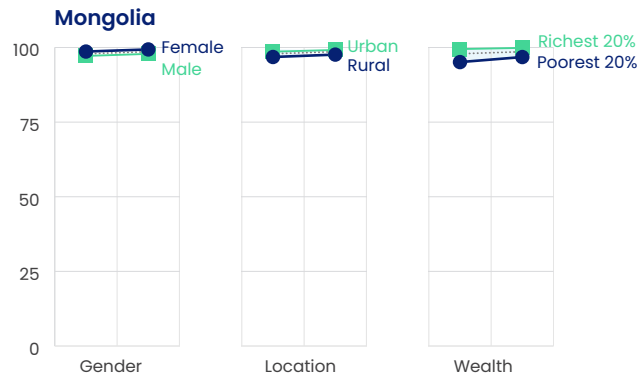 Mongolia
100
75
50
25
0
Female
Male
Urban
Rural
Richest 20%
Poorest 20%
Gender
Location
Wealth